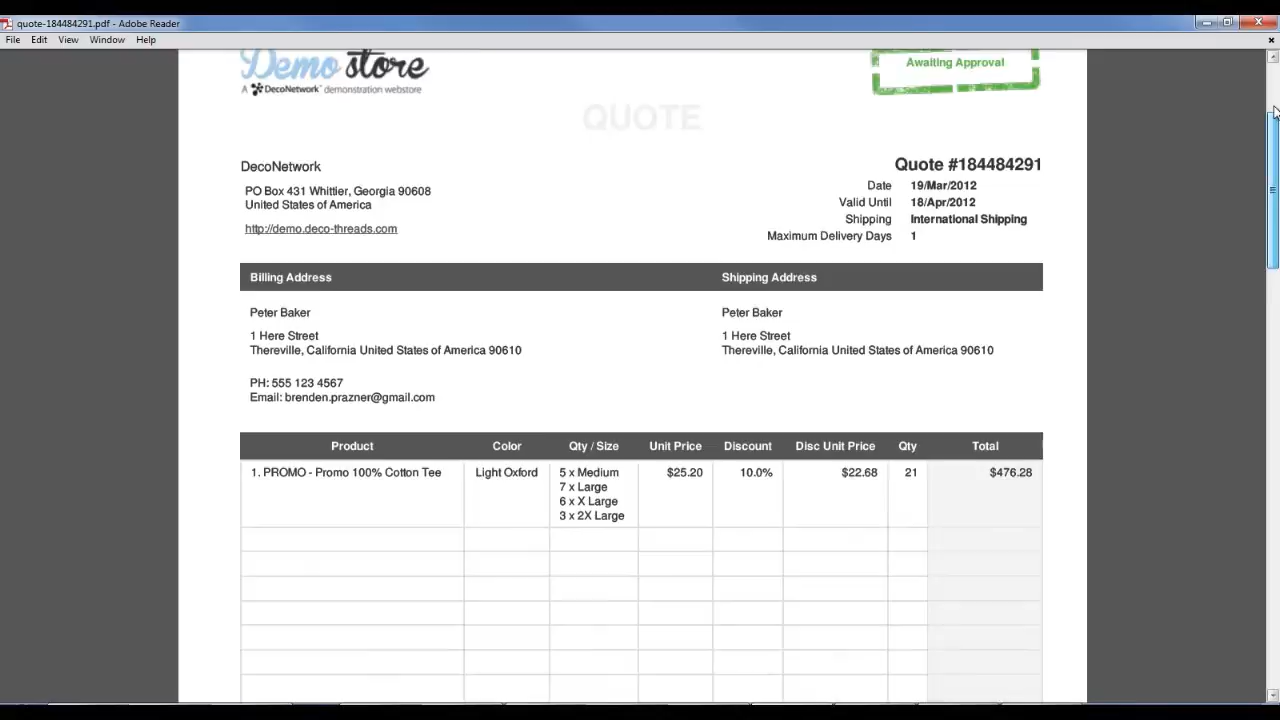 quote-184484291.pdf - Adobe Reader
File Edit View Window Help
Demo store
A DecoNetwork demonstration webstore
Awaiting Approval
QUOTE
DecoNetwork
PO Box 431 Whittier, Georgia 90608
United States of America
http://demo.deco-threads.com
Quote #184484291
Date 19/Mar/2012
Valid Until 18/Apr/2012
Shipping International Shipping
Maximum Delivery Days 1
Billing Address Shipping Address
Peter Baker Peter Baker
1 Here Street 1 Here Street
Thereville, California United States of America 90610 Thereville, California United States of America 90610
PH: 555 123 4567
Email: brenden.prazner@gmail.com
Product Color Qty / Size Unit Price Discount Disc Unit Price Qty Total
1. PROMO - Promo 100% Cotton Tee Light Oxford 5 x Medium $25.20 10.0% $22.68 21 $476.28
7 x Large
6 x X Large
3 x 2X Large